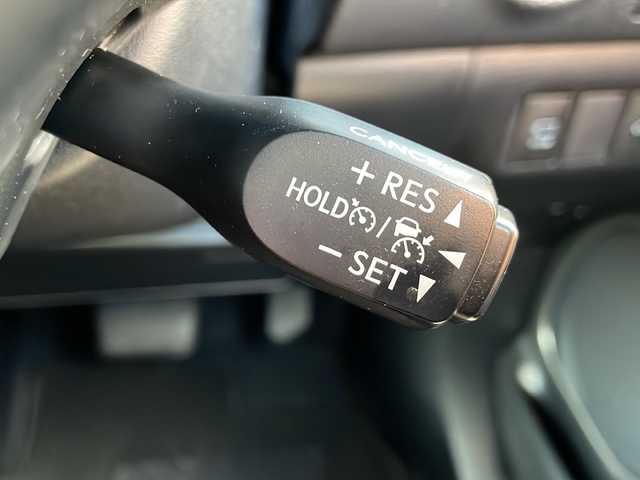 CANCEL
+ RES
HOLD /
- SET